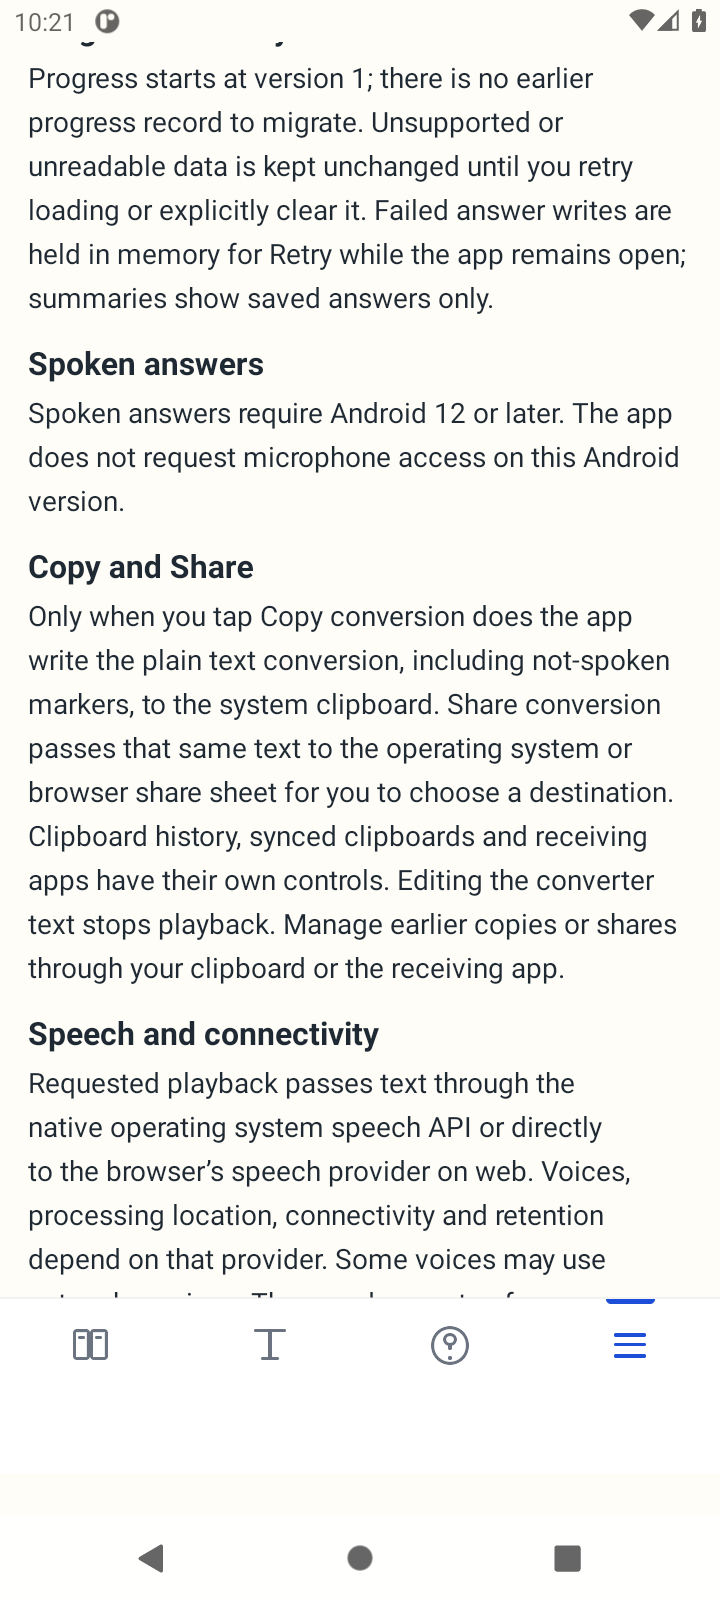 10:21
Progress starts at version 1; there is no earlier
progress record to migrate. Unsupported or
unreadable data is kept unchanged until you retry
loading or explicitly clear it. Failed answer writes are
held in memory for Retry while the app remains open;
summaries show saved answers only.
Spoken answers
Spoken answers require Android 12 or later. The app
does not request microphone access on this Android
version.
Copy and Share
Only when you tap Copy conversion does the app
write the plain text conversion, including not-spoken
markers, to the system clipboard. Share conversion
passes that same text to the operating system or
browser share sheet for you to choose a destination.
Clipboard history, synced clipboards and receiving
apps have their own controls. Editing the converter
text stops playback. Manage earlier copies or shares
through your clipboard or the receiving app.
Speech and connectivity
Requested playback passes text through the
native operating system speech API or directly
to the browser’s speech provider on web. Voices,
processing location, connectivity and retention
depend on that provider. Some voices may use